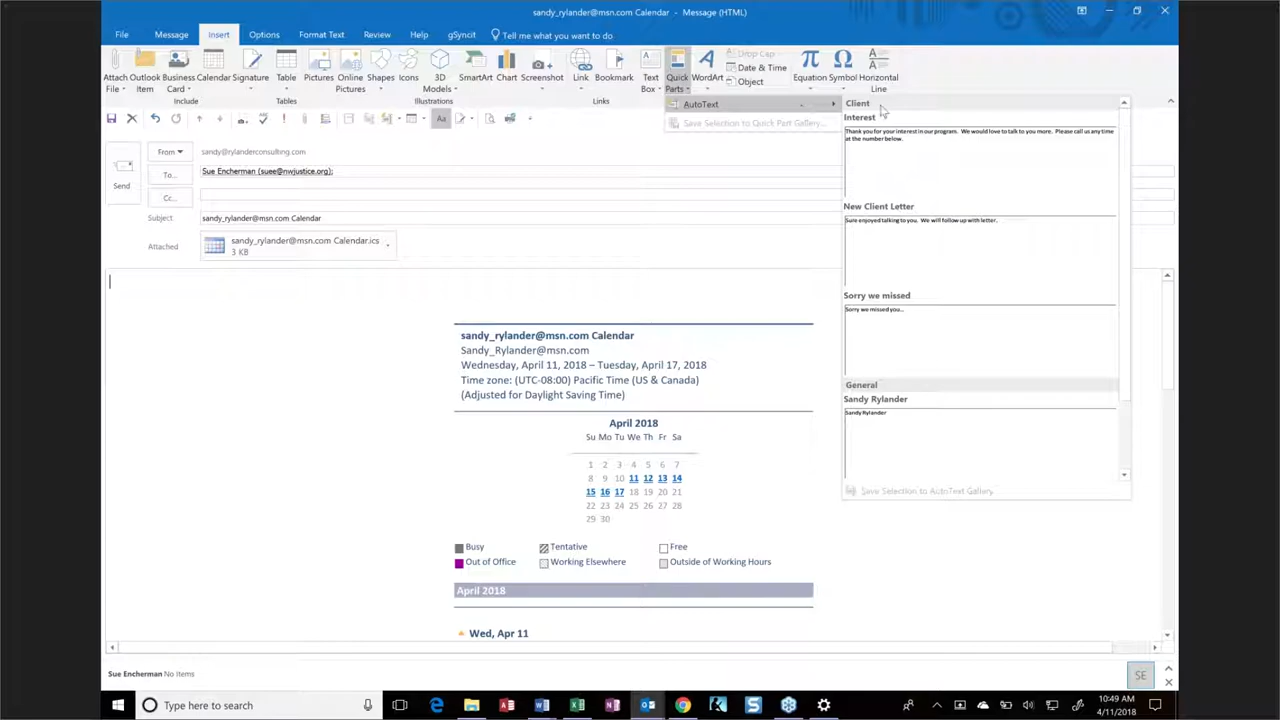 sandy_rylander@msn.com Calendar - Message (HTML)
File Message Insert Options Format Text Review Help gSyncit Tell me what you want to do
Attach File
Outlook Item
Business Card
Calendar
Signature
Table
Pictures
Online Pictures
Shapes
Icons
3D Models
SmartArt
Chart
Screenshot
Link
Bookmark
Text Box
Quick Parts
WordArt
Drop Cap
Date & Time
Object
Equation
Symbol
Horizontal Line
Include
Tables
Illustrations
Links
AutoText
Save Selection to Quick Part Gallery...
Client
Interest
Thank you for your interest in our program. We would love to talk to you more. Please call us any time
at the number below.
New Client Letter
Sure enjoyed talking to you. We will follow up with letter.
Sorry we missed
Sorry we missed you...
General
Sandy Rylander
Sandy Rylander
Save Selection to AutoText Gallery
Aa
Send
From sandy@rylanderconsulting.com
To... Sue Encherman (suee@nwjustice.org);
Cc...
Subject sandy_rylander@msn.com Calendar
Attached sandy_rylander@msn.com Calendar.ics
3 KB
sandy_rylander@msn.com Calendar
Sandy_Rylander@msn.com
Wednesday, April 11, 2018 – Tuesday, April 17, 2018
Time zone: (UTC-08:00) Pacific Time (US & Canada)
(Adjusted for Daylight Saving Time)
April 2018
Su Mo Tu We Th Fr Sa
1 2 3 4 5 6 7
8 9 10 11 12 13 14
15 16 17 18 19 20 21
22 23 24 25 26 27 28
29 30
Busy Tentative Free
Out of Office Working Elsewhere Outside of Working Hours
April 2018
Wed, Apr 11
Sue Encherman No Items
SE
Type here to search
10:49 AM
4/11/2018